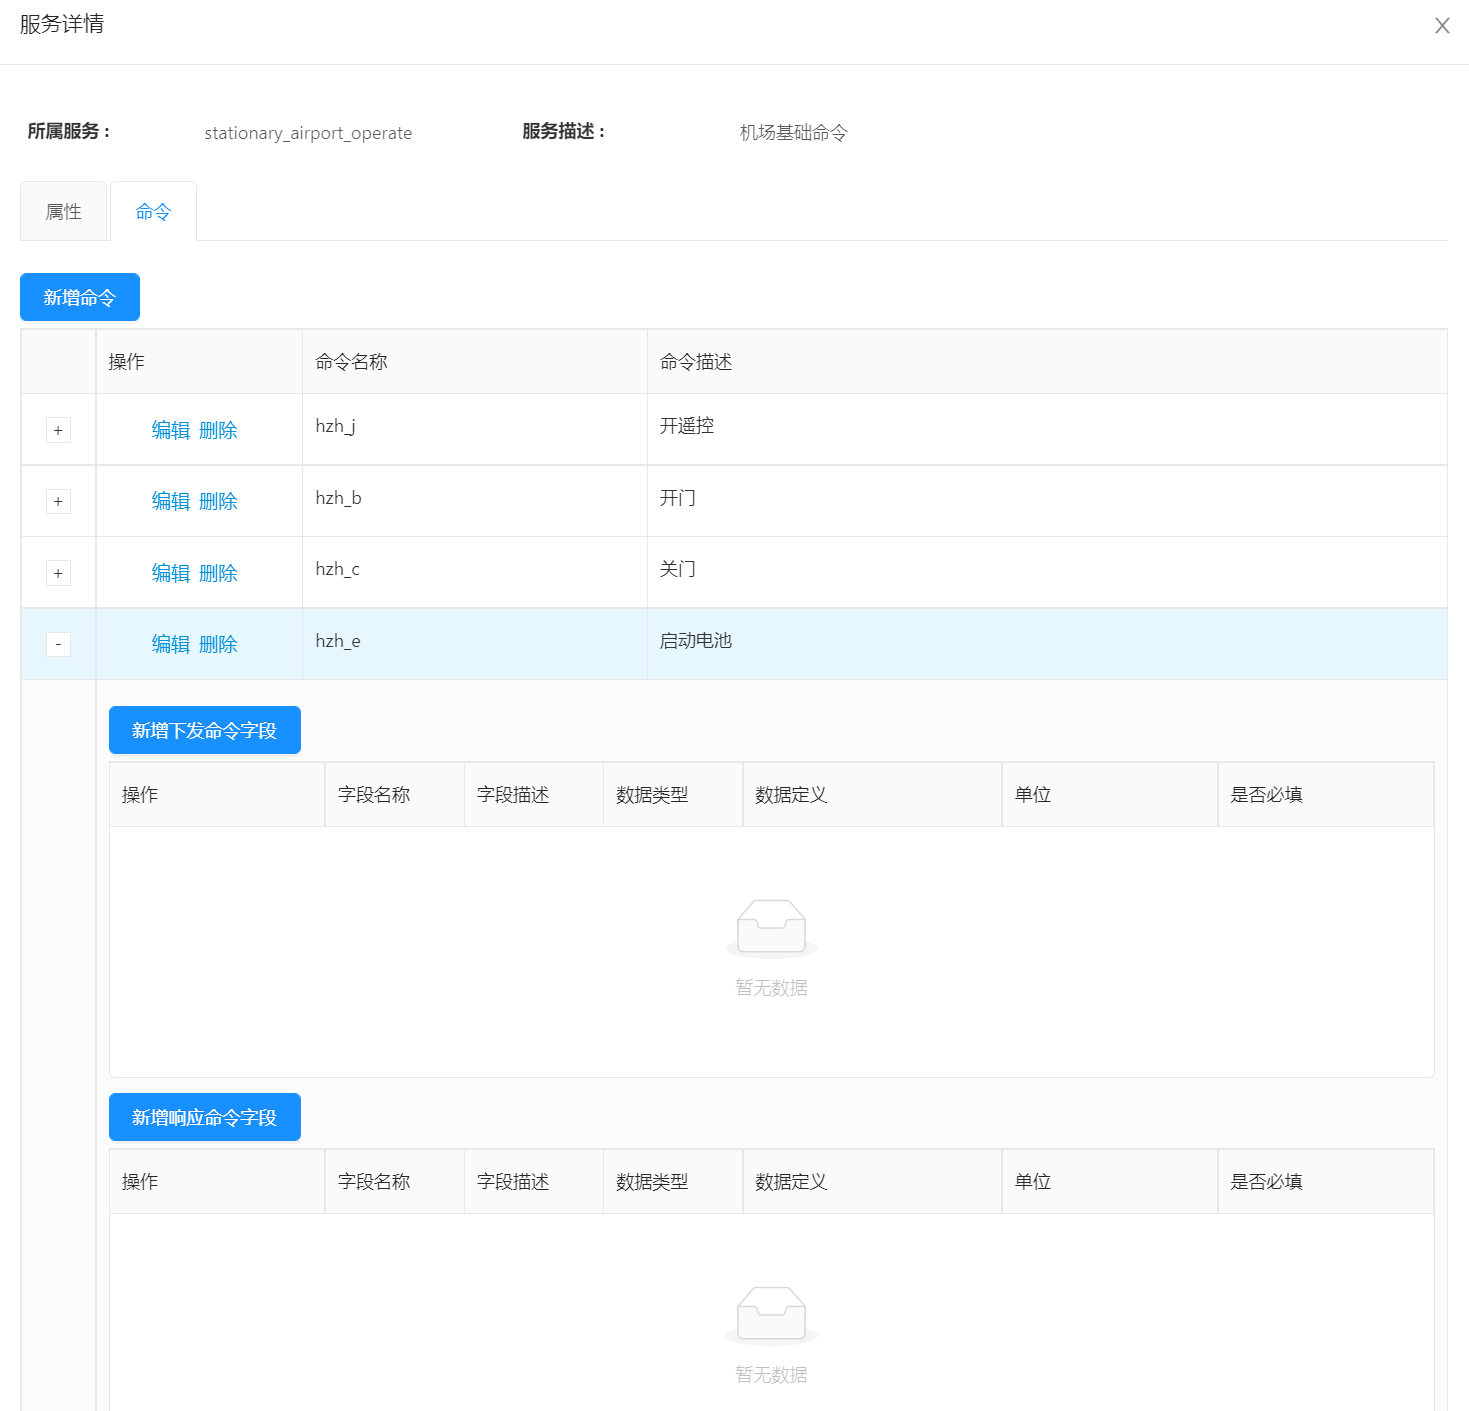 服务详情 X
所属服务： stationary_airport_operate 服务描述： 机场基础命令
属性 命令
新增命令
操作 命令名称 命令描述
+ 编辑 删除 hzh_j 开遥控
+ 编辑 删除 hzh_b 开门
+ 编辑 删除 hzh_c 关门
- 编辑 删除 hzh_e 启动电池
新增下发命令字段
操作 字段名称 字段描述 数据类型 数据定义 单位 是否必填
暂无数据
新增响应命令字段
操作 字段名称 字段描述 数据类型 数据定义 单位 是否必填
暂无数据